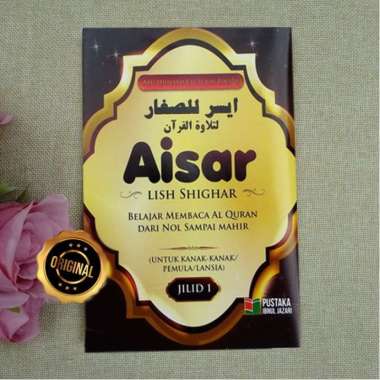 ايسر للصغار
لتلاوة القرآن
Aisar
LISH SHIGHAR
BELAJAR MEMBACA AL QURAN
DARI NOL SAMPAI MAHIR
(UNTUK KANAK-KANAK/
PEMULA/LANSIA)
JILID 1
ORIGINAL
PUSTAKA
IBNUL JAZARI